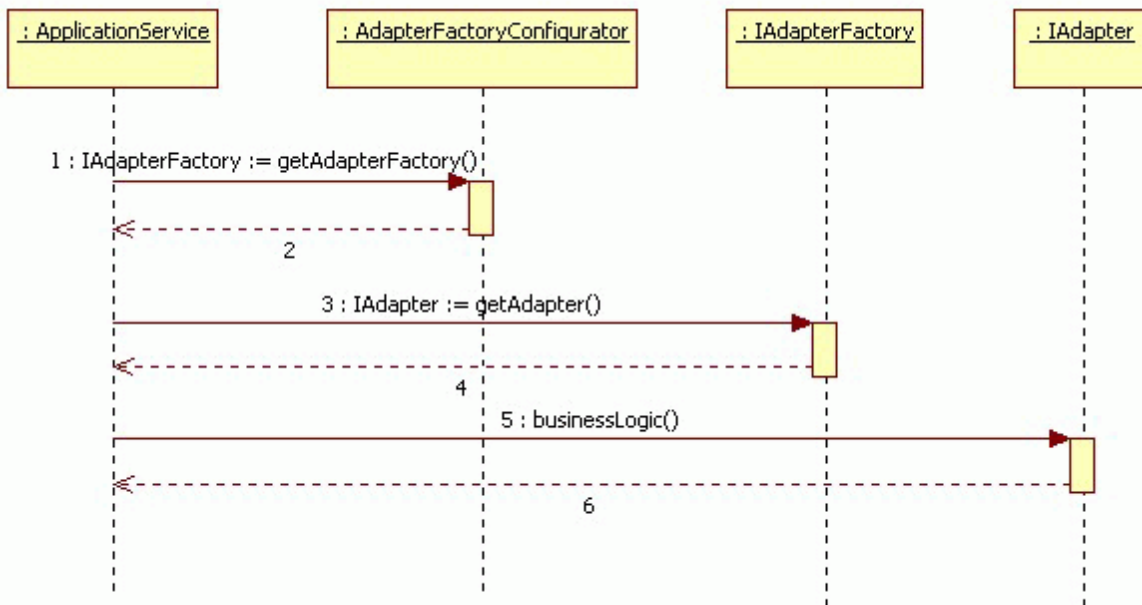 : ApplicationService
: AdapterFactoryConfigurator
: IAdapterFactory
: IAdapter
1 : IAdapterFactory := getAdapterFactory()
2
3 : IAdapter := getAdapter()
4
5 : businessLogic()
6